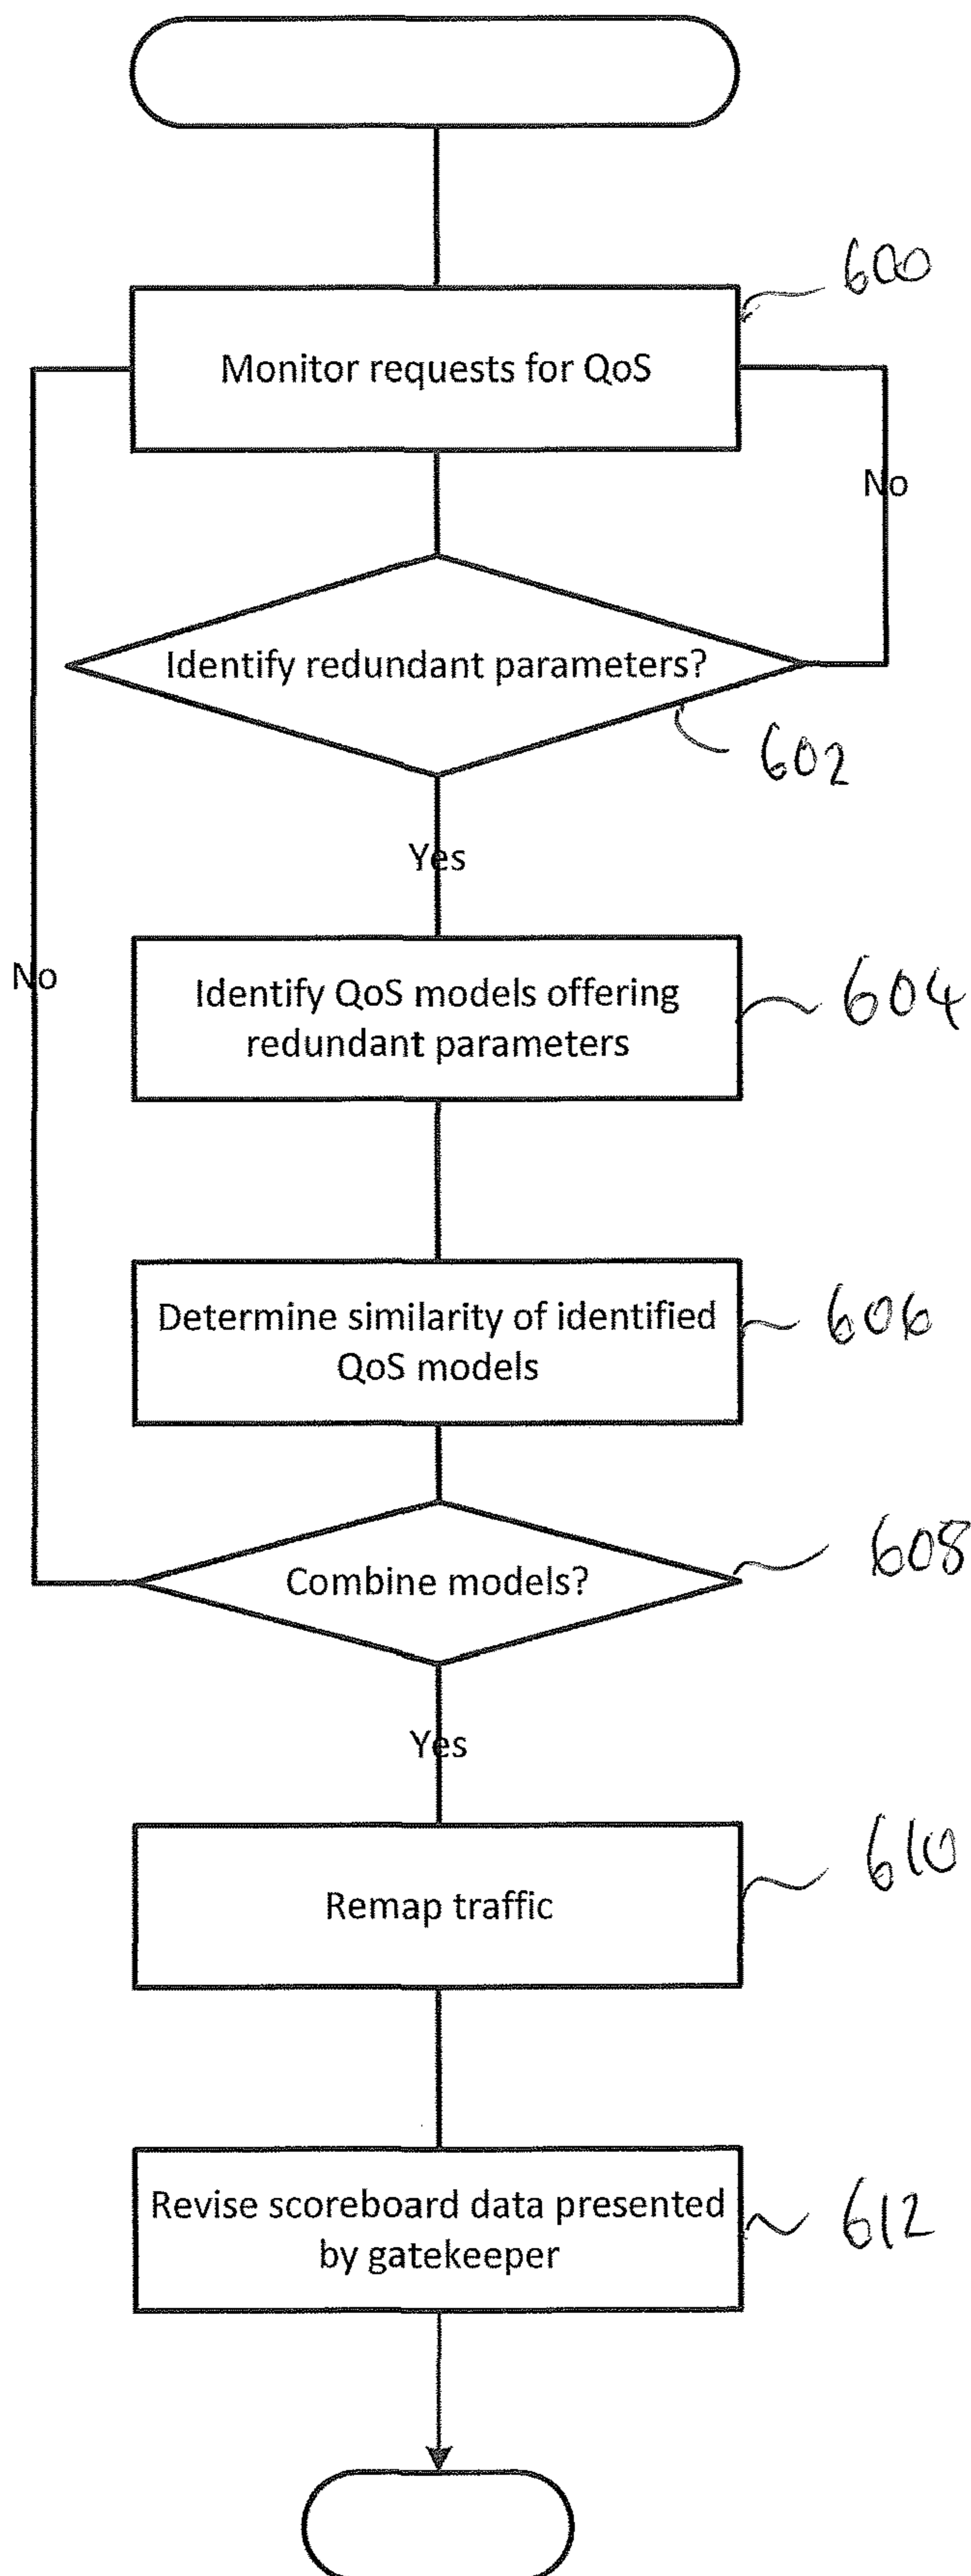 600
Monitor requests for QoS
No
Identify redundant parameters?
602
Yes
No
Identify QoS models offering
redundant parameters
604
Determine similarity of identified
QoS models
606
Combine models?
608
Yes
Remap traffic
610
Revise scoreboard data presented
by gatekeeper
612